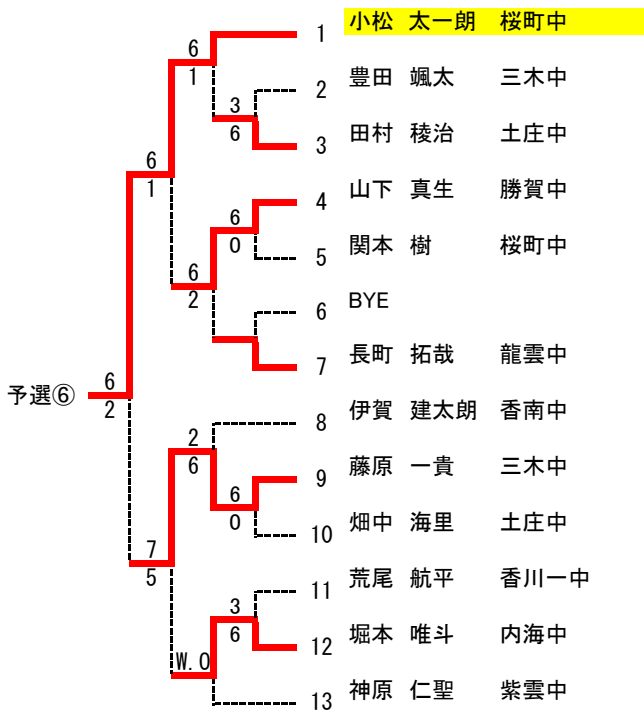 6
1
1 小松 太一朗 桜町中
2 豊田 颯太 三木中
3
6
3 田村 稜治 土庄中
6
1
4 山下 真生 勝賀中
6
0
5 関本 樹 桜町中
6
2
6 BYE
7 長町 拓哉 龍雲中
予選⑥
6
2
8 伊賀 建太朗 香南中
2
6
9 藤原 一貴 三木中
6
0
10 畑中 海里 土庄中
7
5
11 荒尾 航平 香川一中
3
6
12 堀本 唯斗 内海中
W.O
13 神原 仁聖 紫雲中